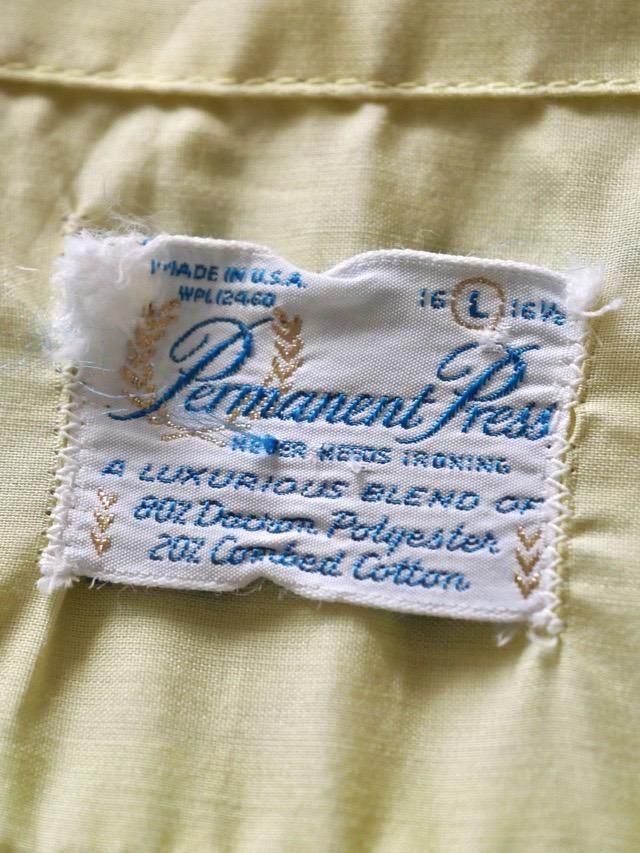 MADE IN U.S.A.
WPL12460
16 L 16½
Permanent Press
NEVER NEEDS IRONING
A LUXURIOUS BLEND OF
80% Dacron Polyester
20% Combed Cotton